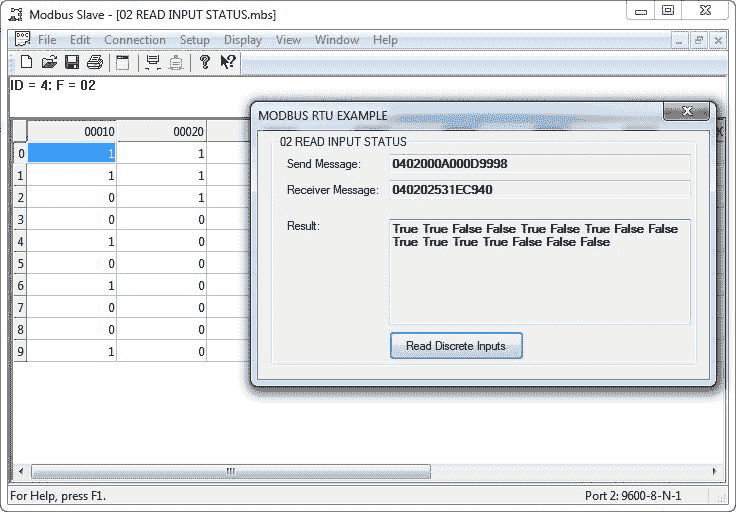 Modbus Slave - [02 READ INPUT STATUS.mbs]
File Edit Connection Setup Display View Window Help
ID = 4: F = 02
00010 00020
0 1 1
1 1 1
2 0 1
3 0 0
4 1 0
5 0 0
6 1 0
7 0 0
8 0 0
9 1 0
MODBUS RTU EXAMPLE
02 READ INPUT STATUS
Send Message: 0402000A000D9998
Receiver Message: 040202531EC940
Result: True True False False True False True False False
True True True True False False False
Read Discrete Inputs
For Help, press F1. Port 2: 9600-8-N-1